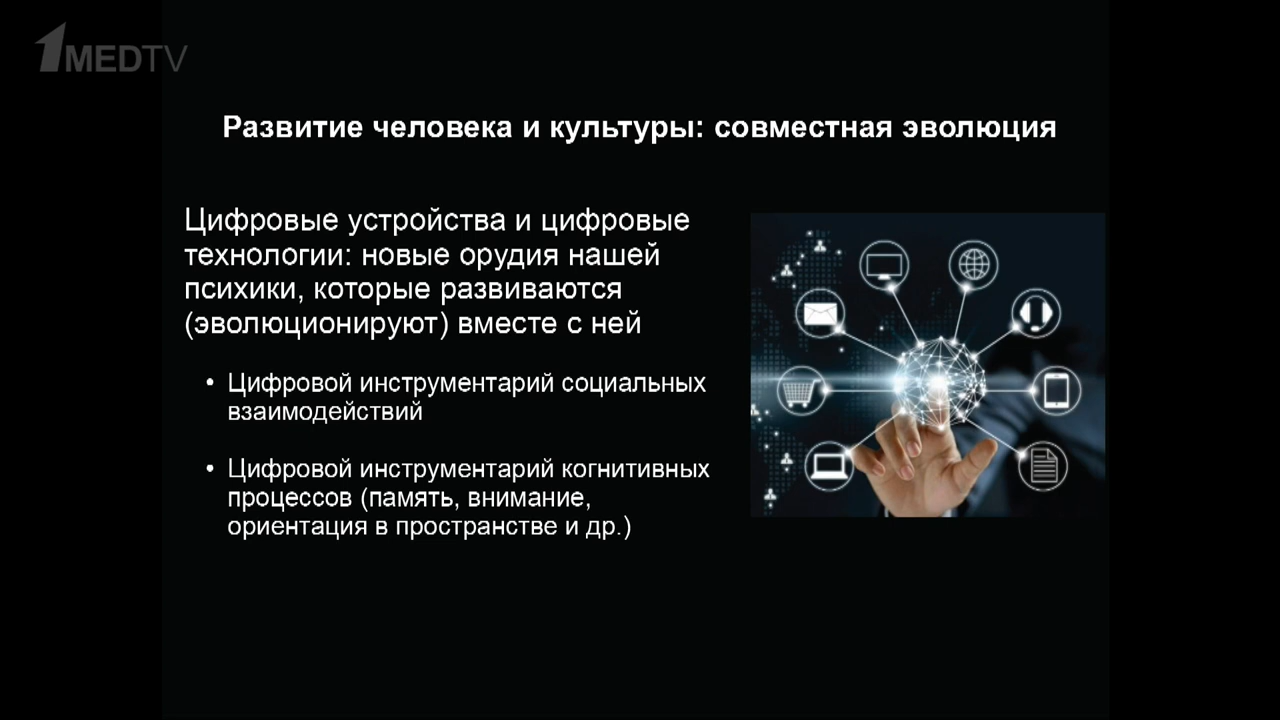 1MEDTV
Развитие человека и культуры: совместная эволюция
Цифровые устройства и цифровые
технологии: новые орудия нашей
психики, которые развиваются
(эволюционируют) вместе с ней
• Цифровой инструментарий социальных
взаимодействий
• Цифровой инструментарий когнитивных
процессов (память, внимание,
ориентация в пространстве и др.)